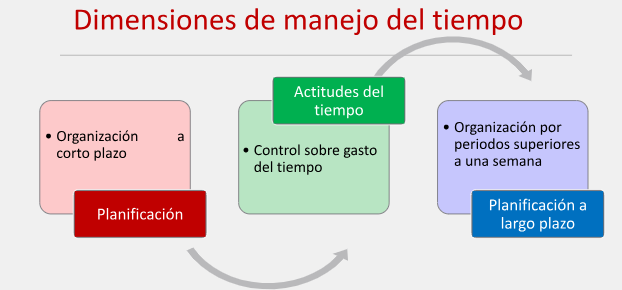 Dimensiones de manejo del tiempo
• Organización a
corto plazo
Planificación
Actitudes del
tiempo
• Control sobre gasto
del tiempo
• Organización por
periodos superiores
a una semana
Planificación a
largo plazo